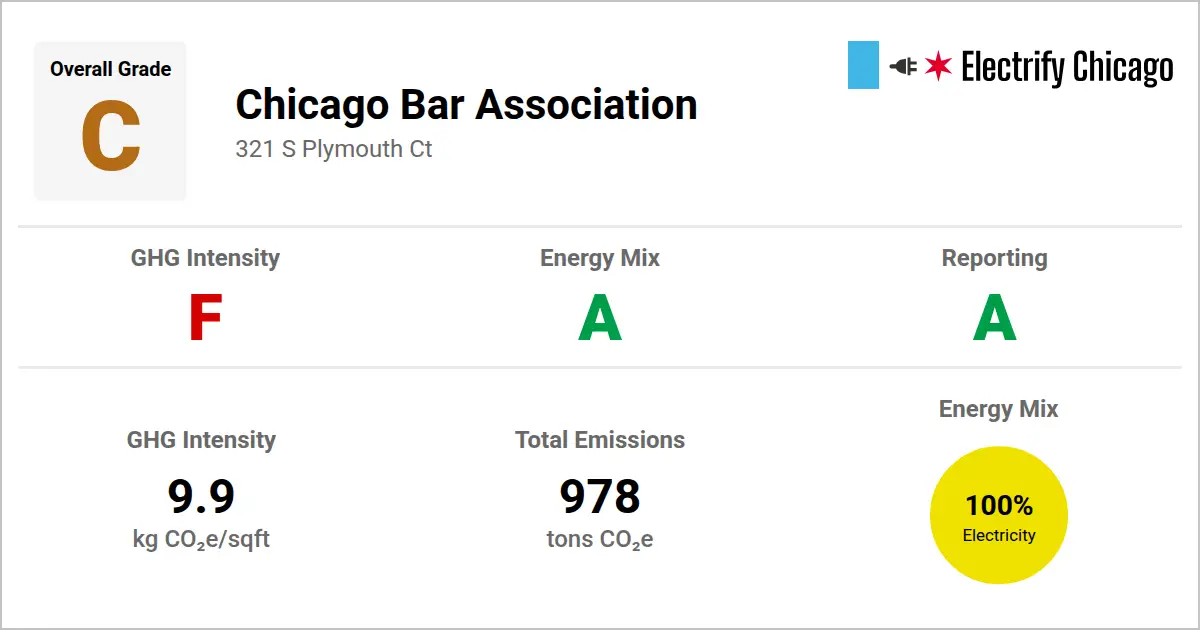 Overall Grade
C
Chicago Bar Association
321 S Plymouth Ct
Electrify Chicago
GHG Intensity
F
Energy Mix
A
Reporting
A
GHG Intensity
9.9
kg CO₂e/sqft
Total Emissions
978
tons CO₂e
Energy Mix
100%
Electricity